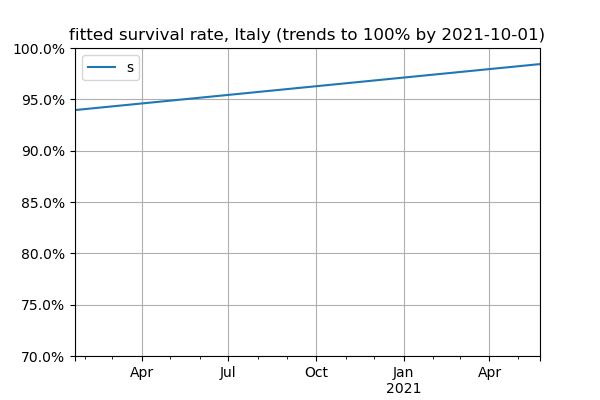 fitted survival rate, Italy (trends to 100% by 2021-10-01)
100.0%
s
95.0%
90.0%
85.0%
80.0%
75.0%
70.0%
Apr Jul Oct Jan Apr
2021